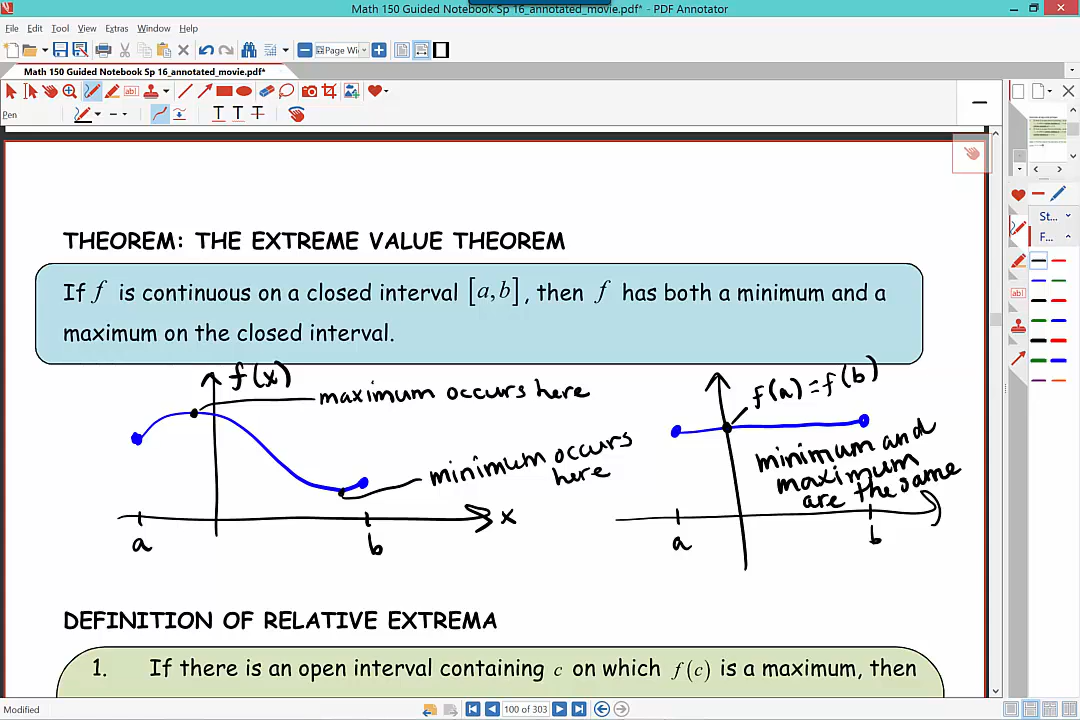 Math 150 Guided Notebook Sp 16_annotated_movie.pdf* - PDF Annotator
File Edit Tool View Extras Window Help
Page Wi
Math 150 Guided Notebook Sp 16_annotated_movie.pdf*
Pen
THEOREM: THE EXTREME VALUE THEOREM
If f is continuous on a closed interval [a,b], then f has both a minimum and a
maximum on the closed interval.
f(x)
maximum occurs here
minimum occurs
here
x
a
b
f(a)=f(b)
minimum and
maximum
are the same
a
b
DEFINITION OF RELATIVE EXTREMA
1. If there is an open interval containing c on which f(c) is a maximum, then
St...
F...
Modified
100 of 303